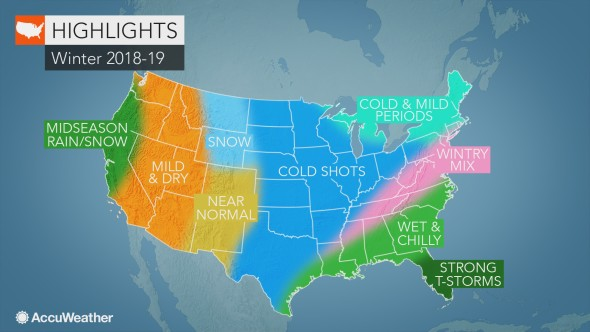 HIGHLIGHTS
Winter 2018-19
COLD & MILD
PERIODS
MIDSEASON
RAIN/SNOW
SNOW
WINTRY
MIX
MILD
& DRY
COLD SHOTS
NEAR
NORMAL
WET &
CHILLY
STRONG
T-STORMS
AccuWeather